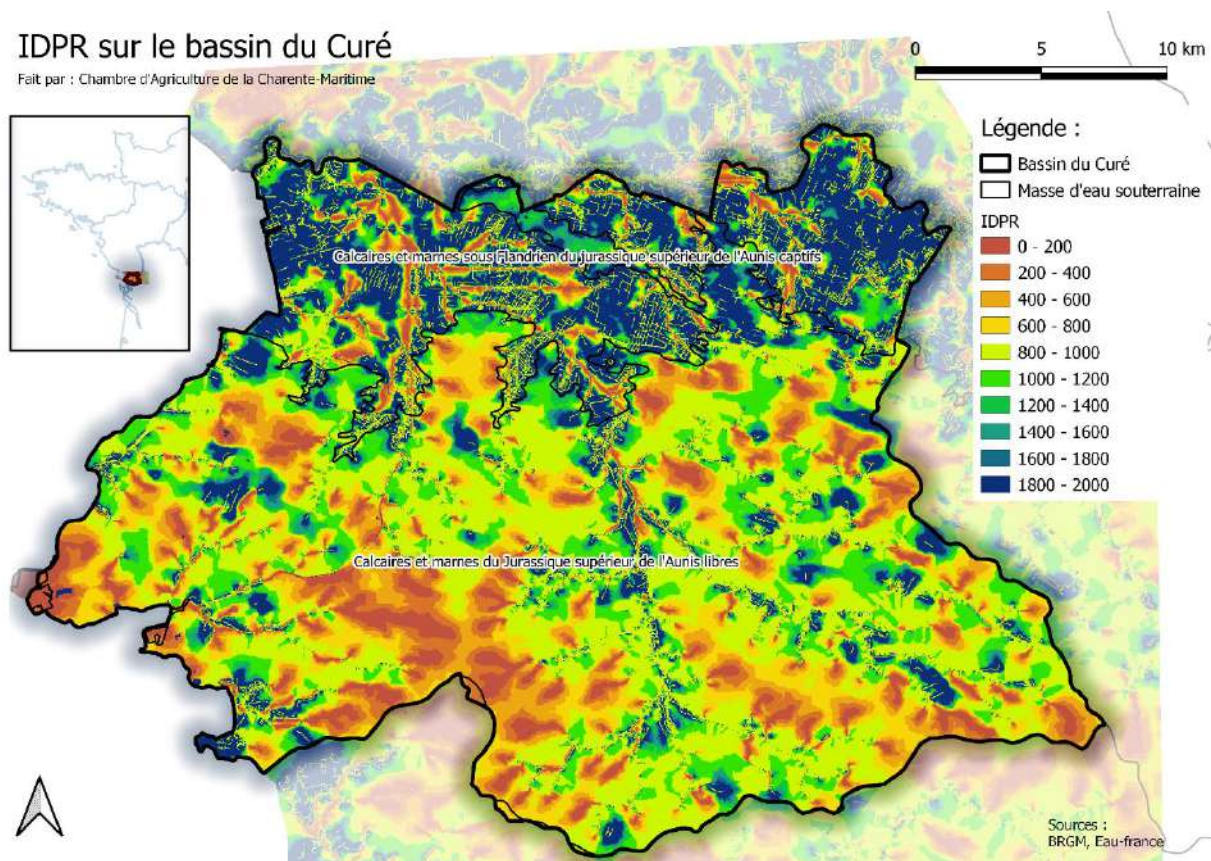 IDPR sur le bassin du Curé
Fait par : Chambre d'Agriculture de la Charente-Maritime
0 5 10 km
Légende :
Bassin du Curé
Masse d'eau souterraine
IDPR
0 - 200
200 - 400
400 - 600
600 - 800
800 - 1000
1000 - 1200
1200 - 1400
1400 - 1600
1600 - 1800
1800 - 2000
Calcaires et marnes sous Flandrien du jurassique supérieur de l'Aunis captifs
Calcaires et marnes du Jurassique supérieur de l'Aunis libres
Sources :
BRGM, Eau-france